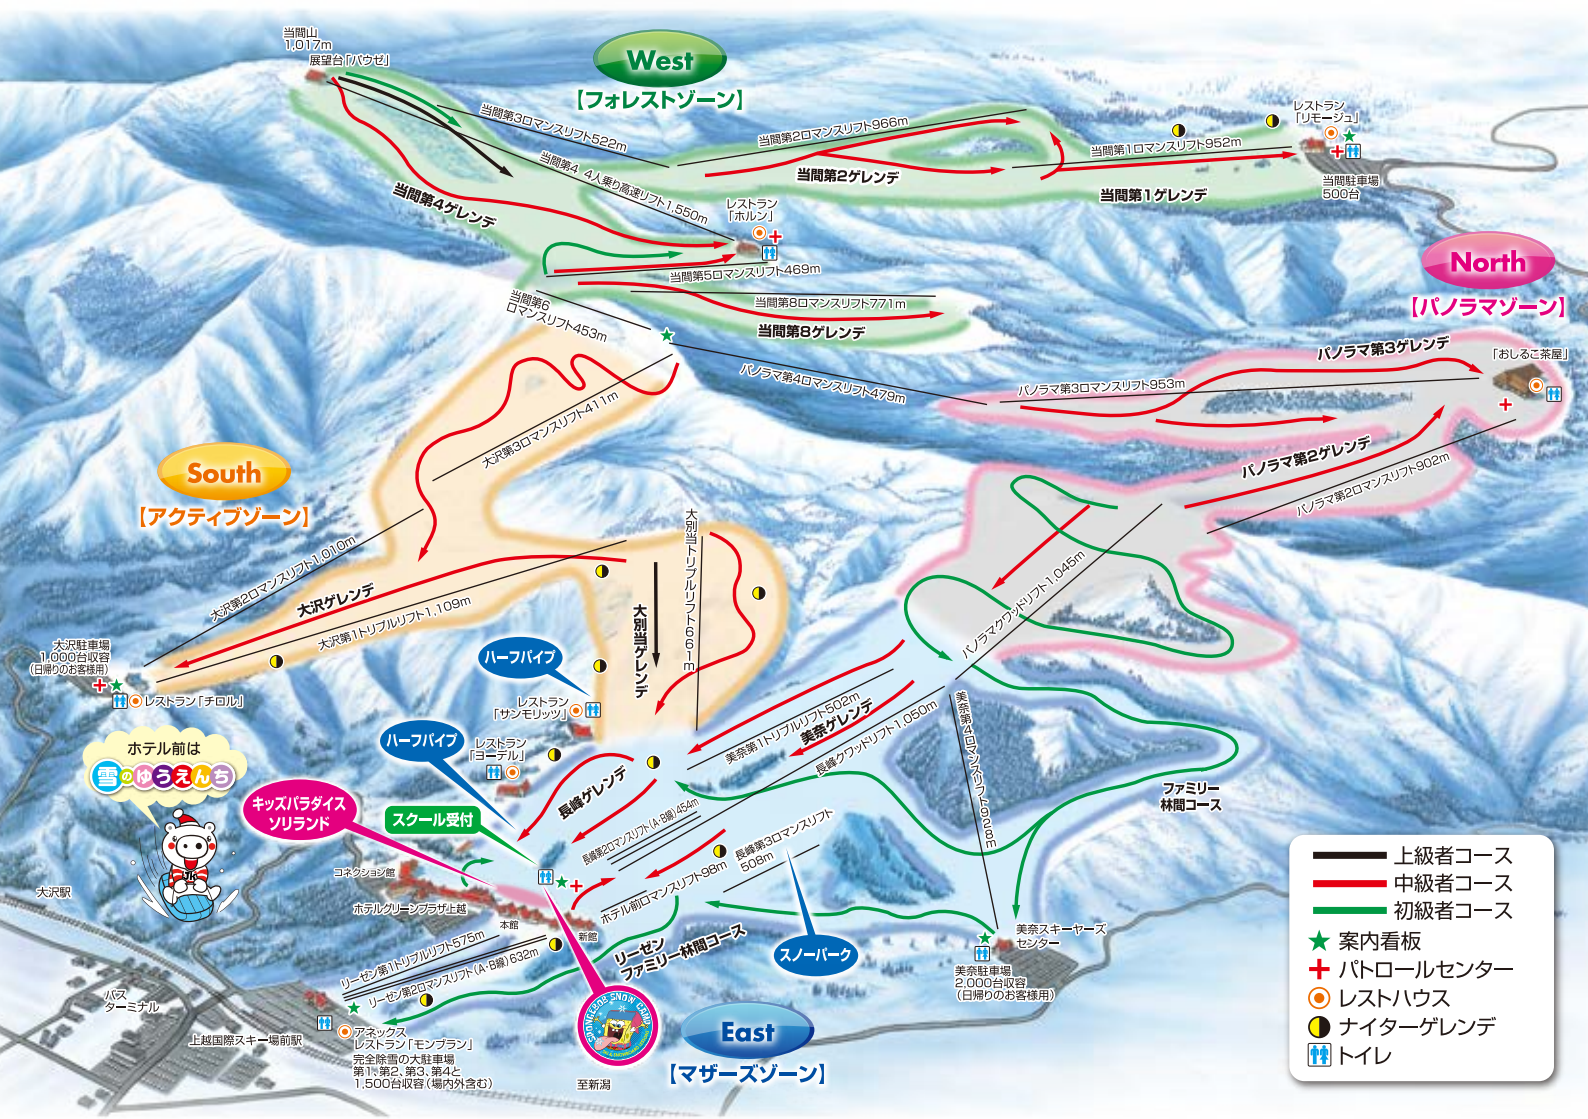 当間山
1,017m
展望台「パウゼ」
West
【フォレストゾーン】
当間第3ロマンスリフト522m
当間第2ロマンスリフト966m
当間第1ロマンスリフト952m
レストラン
「リモージュ」
当間駐車場
500台
当間第4 4人乗り高速リフト1,550m
当間第4ゲレンデ
当間第2ゲレンデ
当間第1ゲレンデ
レストラン
「ホルン」
当間第5ロマンスリフト469m
当間第6
ロマンスリフト453m
当間第8ロマンスリフト771m
当間第8ゲレンデ
North
【パノラマゾーン】
パノラマ第4ロマンスリフト479m
パノラマ第3ロマンスリフト953m
パノラマ第3ゲレンデ
「おしるこ茶屋」
パノラマ第2ゲレンデ
パノラマ第2ロマンスリフト902m
パノラマクワッドリフト1,045m
South
【アクティブゾーン】
大沢第3ロマンスリフト411m
大沢第2ロマンスリフト1,010m
大沢ゲレンデ
大沢第1トリプルリフト1,109m
大別当トリプルリフト661m
大別当ゲレンデ
大沢駐車場
1,000台収容
(日帰りのお客様用)
レストラン「チロル」
ハーフパイプ
レストラン
「サンモリッツ」
ハーフパイプ
レストラン
「ヨーデル」
ホテル前は
雪のゆうえんち
キッズパラダイス
ソリランド
スクール受付
長峰ゲレンデ
美奈第1トリプルリフト502m
美奈ゲレンデ
長峰クワッドリフト1,050m
美奈第4ロマンスリフト928m
ファミリー
林間コース
長峰第2ロマンスリフト(A・B線)454m
長峰第3ロマンスリフト
508m
ホテル前ロマンスリフト98m
コネクション館
ホテルグリーンプラザ上越
本館
新館
大沢駅
リーゼン第1トリプルリフト575m
リーゼン第2ロマンスリフト(A・B線)632m
リーゼン
ファミリー林間コース
スノーパーク
美奈スキーヤーズ
センター
美奈駐車場
2,000台収容
(日帰りのお客様用)
バス
ターミナル
上越国際スキー場前駅
アネックス
レストラン「モンブラン」
完全除雪の大駐車場
第1、第2、第3、第4と
1,500台収容(場内外含む)
至新潟
SPONGEBOB SNOW CAMP
East
【マザーズゾーン】
上級者コース
中級者コース
初級者コース
案内看板
パトロールセンター
レストハウス
ナイターゲレンデ
トイレ